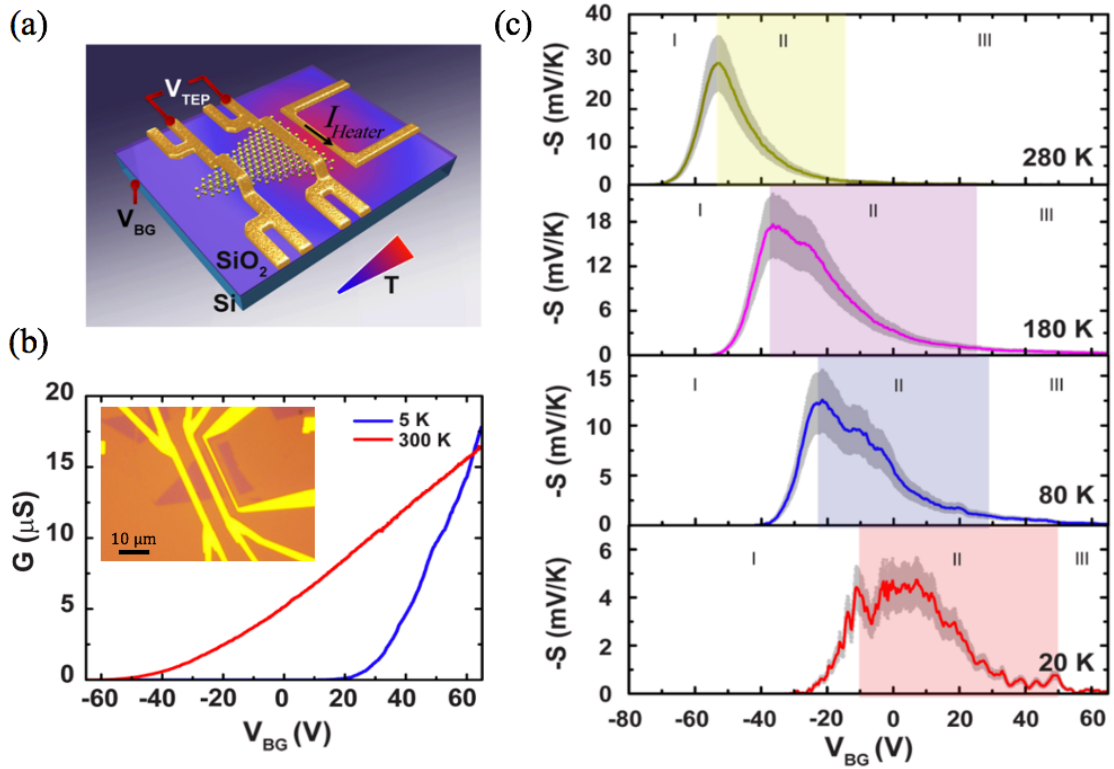 (a)
V_TEP
I_Heater
V_BG
SiO₂
Si
T
(b)
G (μS)
20
15
10
5
0
5 K
300 K
10 μm
-60 -40 -20 0 20 40 60
V_BG (V)
(c)
-S (mV/K)
40
30
36
20
10
0
I II III
280 K
-S (mV/K)
18
12
6
0
I II III
180 K
-S (mV/K)
15
10
5
0
I II III
80 K
-S (mV/K)
6
4
2
0
I II III
20 K
-80 -60 -40 -20 0 20 40 60
V_BG (V)